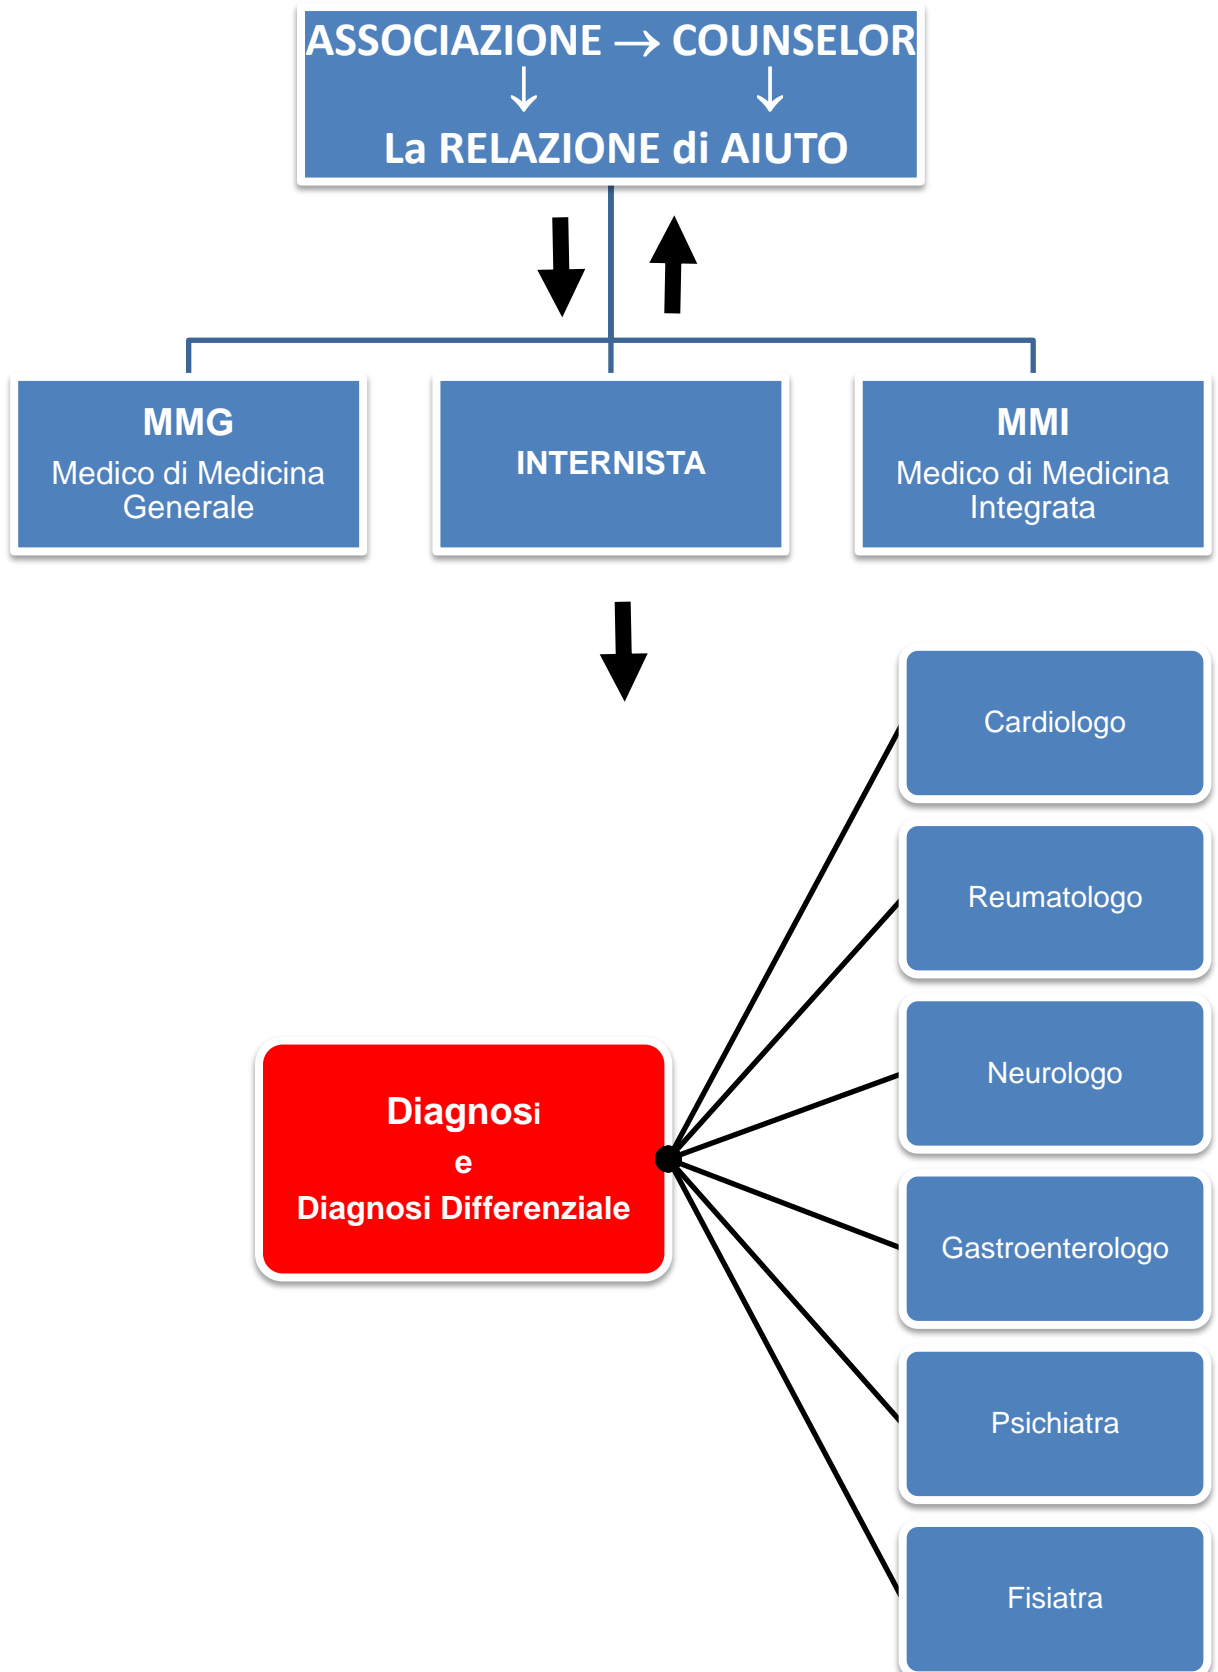 ASSOCIAZIONE → COUNSELOR
↓ ↓
La RELAZIONE di AIUTO
MMG
Medico di Medicina
Generale
INTERNISTA
MMI
Medico di Medicina
Integrata
Cardiologo
Reumatologo
Neurologo
Diagnosi
e
Diagnosi Differenziale
Gastroenterologo
Psichiatra
Fisiatra